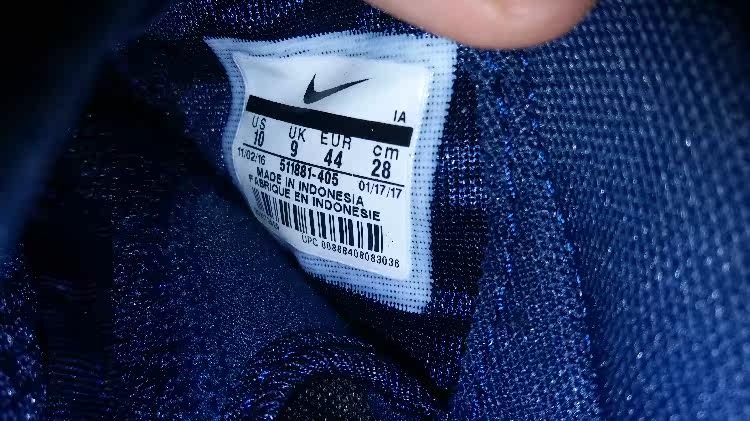 IA
US UK EUR cm
10 9 44 28
11/02/16 511881-405 01/17/17
MADE IN INDONESIA
FABRIQUE EN INDONESIE
UPC